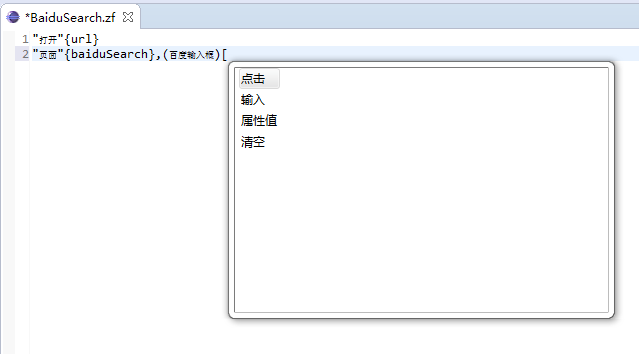 *BaiduSearch.zf
1 "打开"{url}
2 "页面"{baiduSearch},(百度输入框)[
点击
输入
属性值
清空